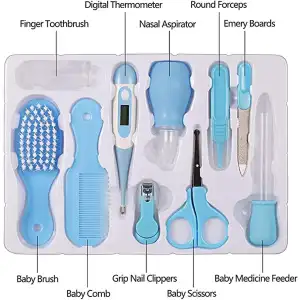 Digital Thermometer
Round Forceps
Finger Toothbrush
Nasal Aspirator
Emery Boards
Baby Brush
Grip Nail Clippers
Baby Medicine Feeder
Baby Comb
Baby Scissors